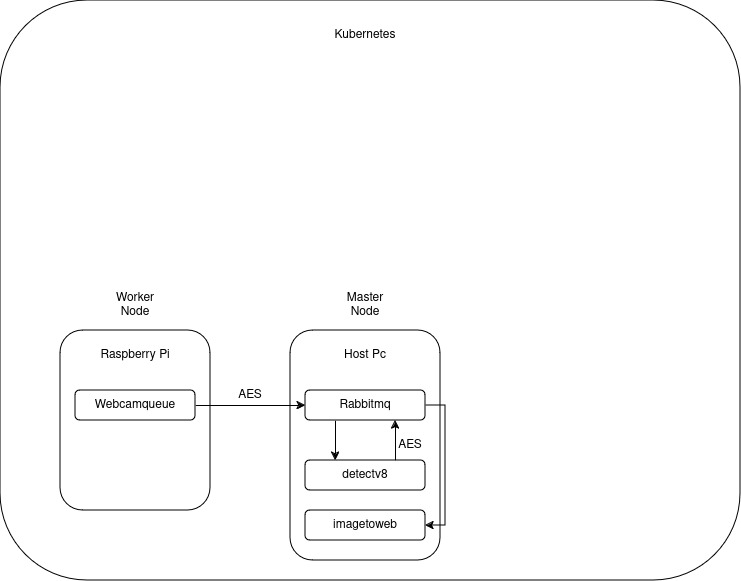 Kubernetes
Worker
Node
Master
Node
Raspberry Pi
Host Pc
Webcamqueue
AES
Rabbitmq
AES
detectv8
imagetoweb